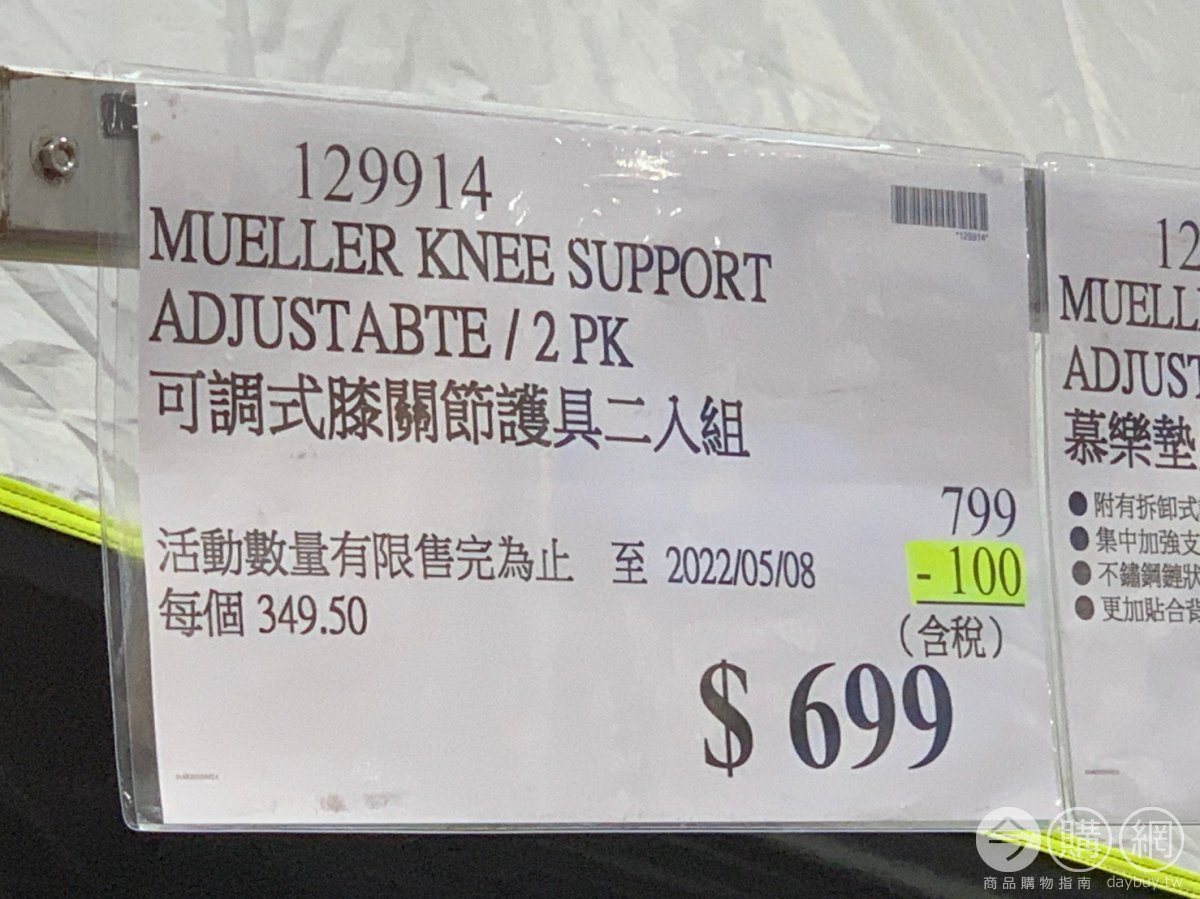 129914
*129914*
MUELLER KNEE SUPPORT
ADJUSTABTE / 2 PK
可調式膝關節護具二入組
799
活動數量有限售完為止 至 2022/05/08
- 100
每個 349.50
(含稅)
$ 699
12
MUELL
ADJUST
慕樂墊
●附有拆卸式
●集中加強支
●不鏽鋼鏈狀
●更加貼合背
今購網
商品購物指南 daybuy.tw